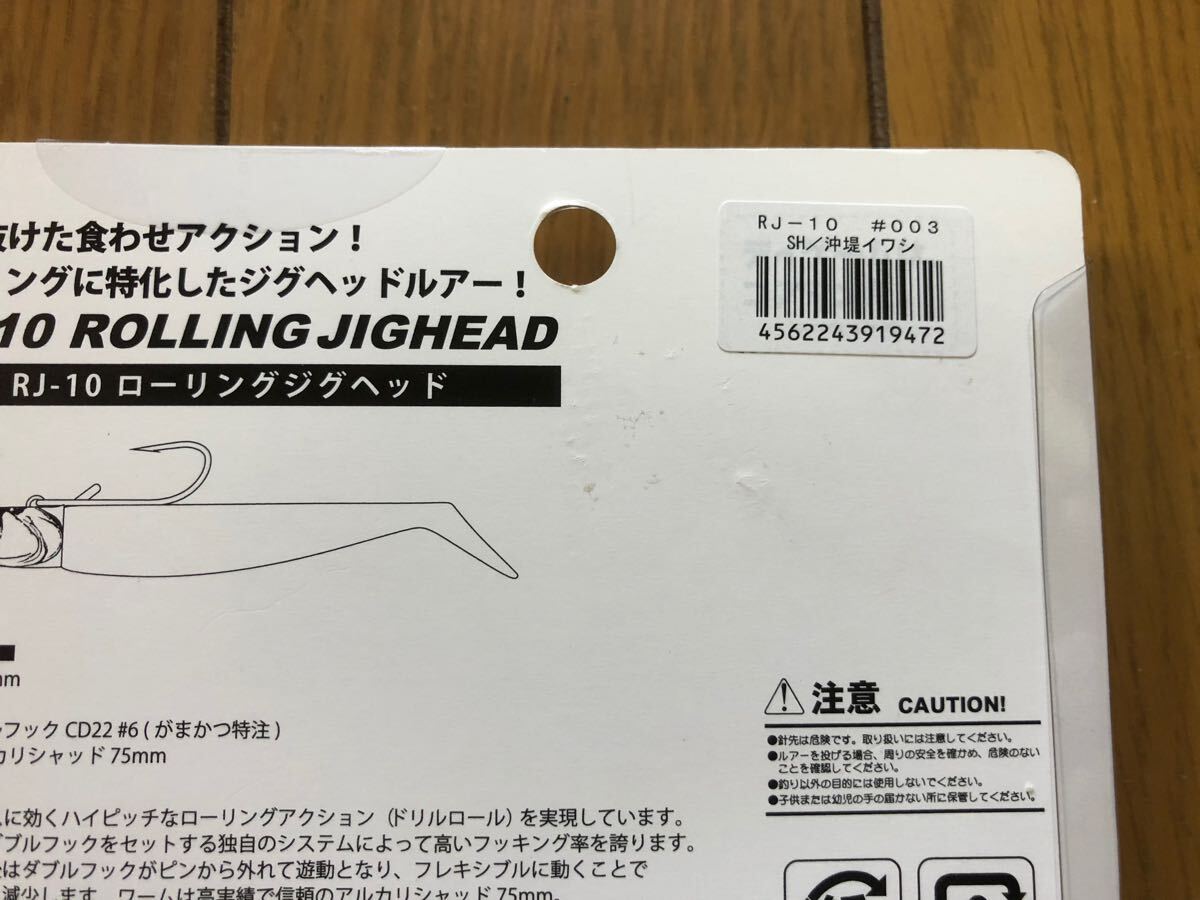 けた食わせアクション！
ングに特化したジグヘッドルアー！
10 ROLLING JIGHEAD
RJ-10 ローリングジグヘッド
RJ−10 #003
SH／沖堤イワシ
4562243919472
mm
フック CD22 #6 ( がまかつ特注 )
カリシャッド 75mm
注意 CAUTION!
●針先は危険です。取り扱いには注意してください。
●ルアーを投げる場合、周りの安全を確かめ、危険のない
ことを確認してください。
●釣り以外の目的には使用しないでください。
●子供または幼児の手の届かない所に保管してください。
に効くハイピッチなローリングアクション（ドリルロール）を実現しています。
ブルフックをセットする独自のシステムによって高いフッキング率を誇ります。
はダブルフックがピンから外れて遊動となり、フレキシブルに動くことで
減少します。ワームは高実績で信頼のアルカリシャッド75mm。